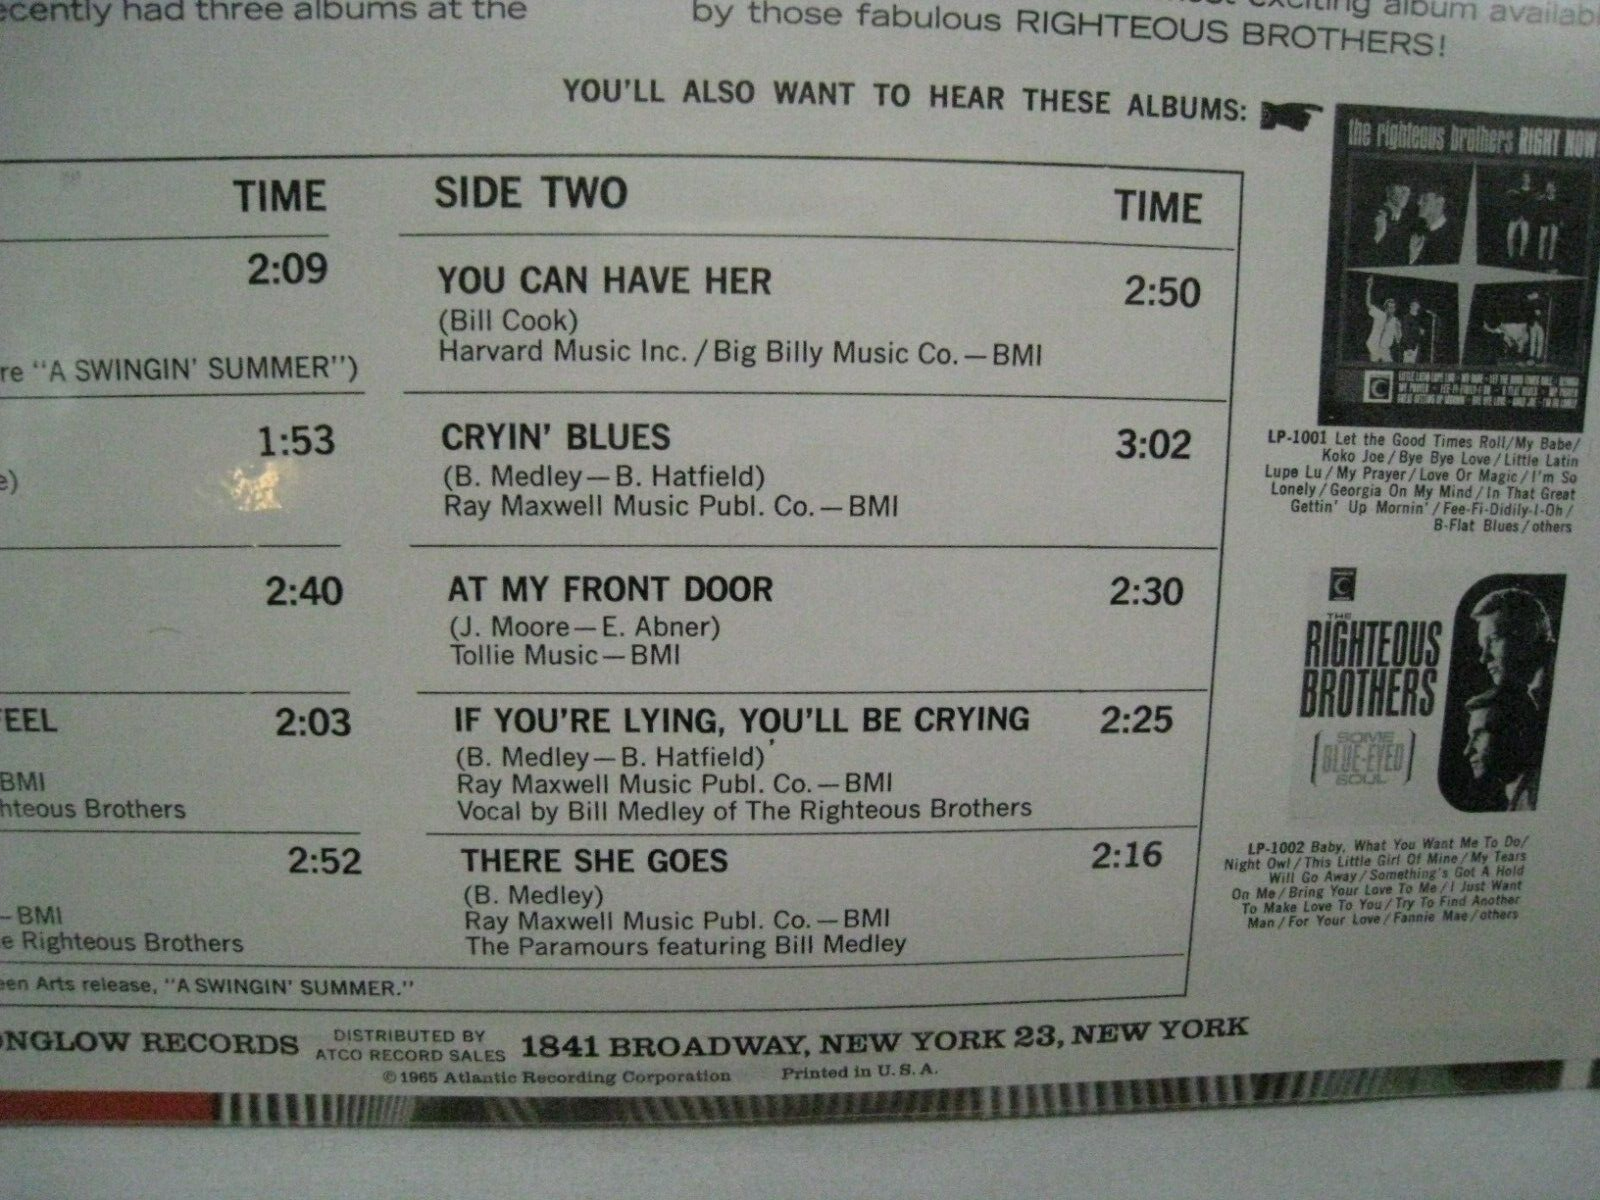 ecently had three albums at the
exciting album availab
by those fabulous RIGHTEOUS BROTHERS!
YOU'LL ALSO WANT TO HEAR THESE ALBUMS:
the righteous brothers RIGHT NOW
TIME
2:09
re "A SWINGIN' SUMMER")
1:53
e)
2:40
FEEL 2:03
BMI
hteous Brothers
2:52
—BMI
e Righteous Brothers
SIDE TWO TIME
YOU CAN HAVE HER 2:50
(Bill Cook)
Harvard Music Inc. / Big Billy Music Co.—BMI
CRYIN' BLUES 3:02
(B. Medley—B. Hatfield)
Ray Maxwell Music Publ. Co.—BMI
AT MY FRONT DOOR 2:30
(J. Moore—E. Abner)
Tollie Music—BMI
IF YOU'RE LYING, YOU'LL BE CRYING 2:25
(B. Medley—B. Hatfield)
Ray Maxwell Music Publ. Co.—BMI
Vocal by Bill Medley of The Righteous Brothers
THERE SHE GOES 2:16
(B. Medley)
Ray Maxwell Music Publ. Co.—BMI
The Paramours featuring Bill Medley
een Arts release, "A SWINGIN' SUMMER."
LP-1001 Let the Good Times Roll/My Babe/
Koko Joe/Bye Bye Love/Little Latin
Lupe Lu/My Prayer/Love Or Magic/I'm So
Lonely/Georgia On My Mind/In That Great
Gettin' Up Mornin'/Fee-Fi-Didily-I-Oh/
B-Flat Blues/others
THE
RIGHTEOUS
BROTHERS
SOME
BLUE-EYED
SOUL
LP-1002 Baby, What You Want Me To Do/
Night Owl/This Little Girl Of Mine/My Tears
Will Go Away/Something's Got A Hold
On Me/Bring Your Love To Me/I Just Want
To Make Love To You/Try To Find Another
Man/For Your Love/Fannie Mae/others
ONGLOW RECORDS DISTRIBUTED BY
ATCO RECORD SALES 1841 BROADWAY, NEW YORK 23, NEW YORK
©1965 Atlantic Recording Corporation Printed in U.S.A.